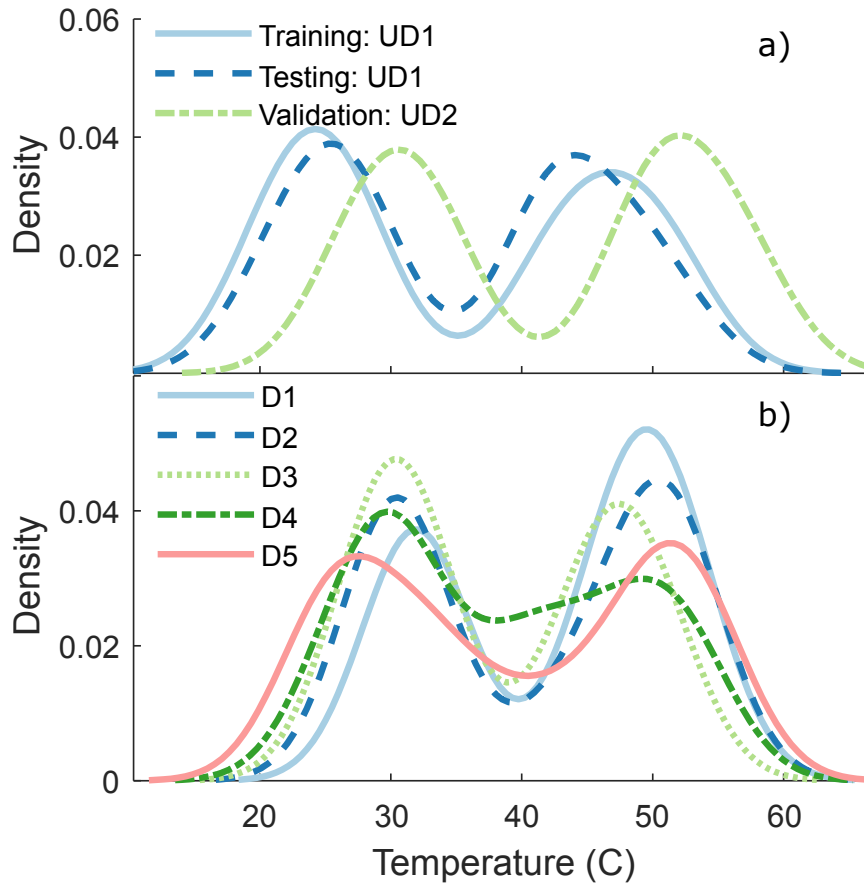 0.06
Training: UD1
a)
Testing: UD1
Validation: UD2
0.04
0.02
Density
D1
b)
D2
D3
D4
D5
0.04
0.02
0
Density
20 30 40 50 60
Temperature (C)